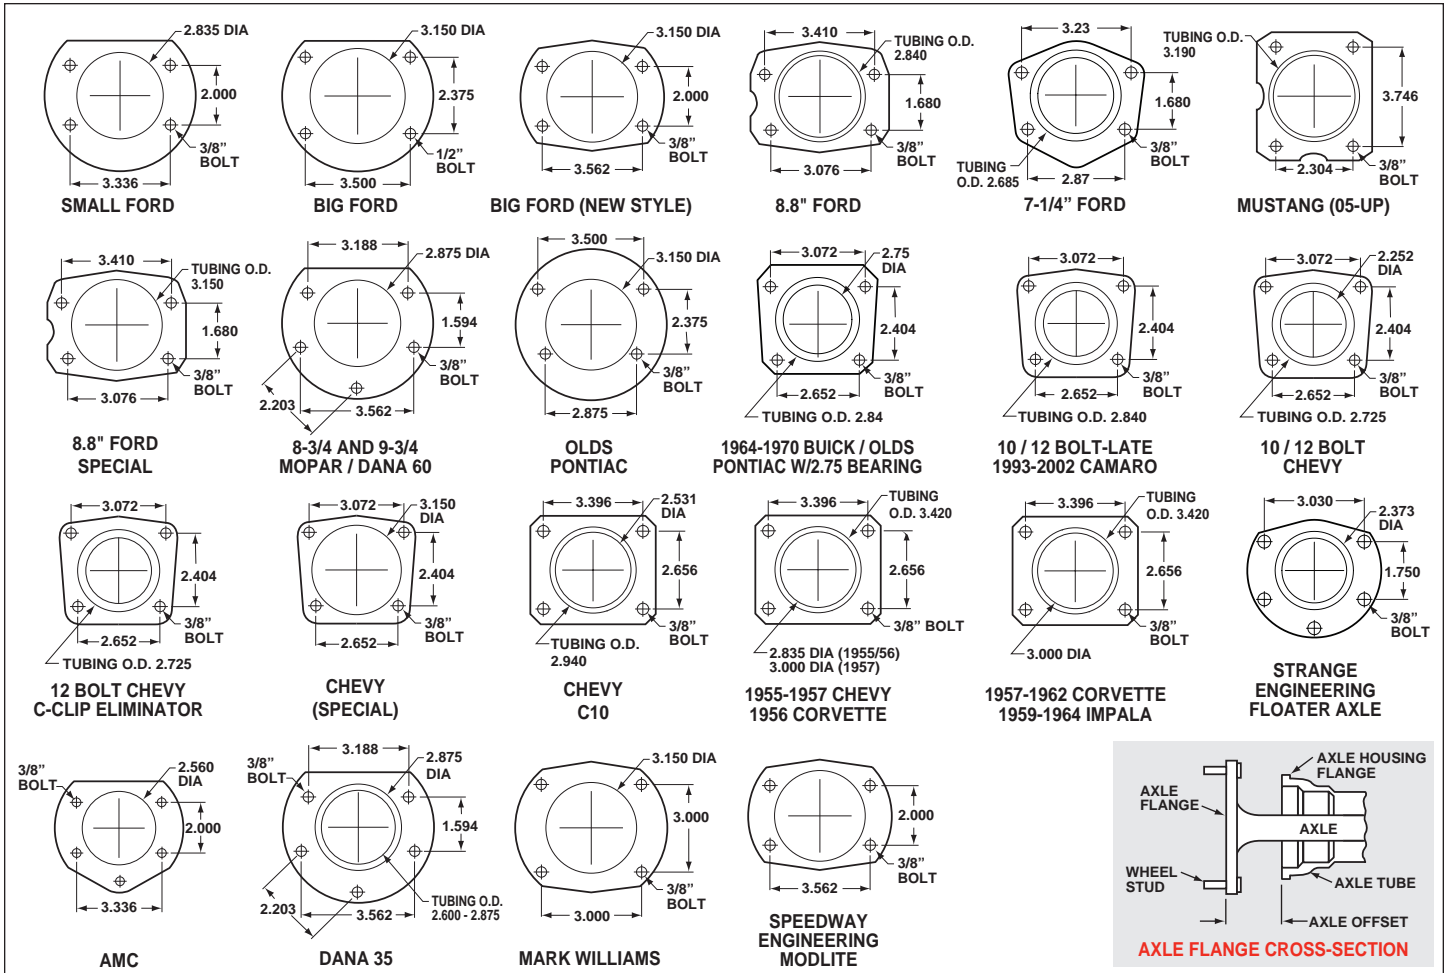 2.835 DIA
2.000
3/8”
BOLT
3.336
SMALL FORD
3.150 DIA
2.375
1/2”
BOLT
3.500
BIG FORD
3.150 DIA
2.000
3/8”
BOLT
3.562
BIG FORD (NEW STYLE)
3.410
TUBING O.D.
2.840
1.680
3/8”
BOLT
3.076
8.8" FORD
3.23
1.680
3/8”
BOLT
TUBING
O.D. 2.685
2.87
7-1/4” FORD
TUBING O.D.
3.190
3.746
3/8”
BOLT
2.304
MUSTANG (05-UP)
3.410
TUBING O.D.
3.150
1.680
3/8”
BOLT
3.076
8.8" FORD
SPECIAL
3.188
2.875 DIA
1.594
3/8”
BOLT
2.203
3.562
8-3/4 AND 9-3/4
MOPAR / DANA 60
3.500
3.150 DIA
2.375
2.875
OLDS
PONTIAC
3.072
2.75
DIA
2.404
3/8”
BOLT
2.652
TUBING O.D. 2.84
1964-1970 BUICK / OLDS
PONTIAC W/2.75 BEARING
3.072
2.404
3/8”
BOLT
2.652
TUBING O.D. 2.840
10 / 12 BOLT-LATE
1993-2002 CAMARO
3.072
2.252
DIA
2.404
3/8”
BOLT
2.652
TUBING O.D. 2.725
10 / 12 BOLT
CHEVY
3.072
2.404
3/8”
BOLT
2.652
TUBING O.D. 2.725
12 BOLT CHEVY
C-CLIP ELIMINATOR
3.072
3.150
DIA
2.404
3/8”
BOLT
2.652
CHEVY
(SPECIAL)
3.396
2.531
DIA
2.656
3/8”
BOLT
TUBING O.D.
2.940
CHEVY
C10
3.396
TUBING
O.D. 3.420
2.656
3/8” BOLT
2.835 DIA (1955/56)
3.000 DIA (1957)
1955-1957 CHEVY
1956 CORVETTE
3.396
TUBING
O.D. 3.420
2.656
3/8”
BOLT
3.000 DIA
1957-1962 CORVETTE
1959-1964 IMPALA
3.030
2.373
DIA
1.750
3/8”
BOLT
STRANGE
ENGINEERING
FLOATER AXLE
3/8”
BOLT
2.560
DIA
2.000
3.336
AMC
3/8”
BOLT
3.188
2.875
DIA
1.594
2.203
3.562
TUBING O.D.
2.600 - 2.875
DANA 35
3.150 DIA
3.000
3/8”
BOLT
3.000
MARK WILLIAMS
2.000
3/8”
BOLT
3.562
SPEEDWAY
ENGINEERING
MODLITE
AXLE HOUSING
FLANGE
AXLE
FLANGE
AXLE
WHEEL
STUD
AXLE TUBE
AXLE OFFSET
AXLE FLANGE CROSS-SECTION